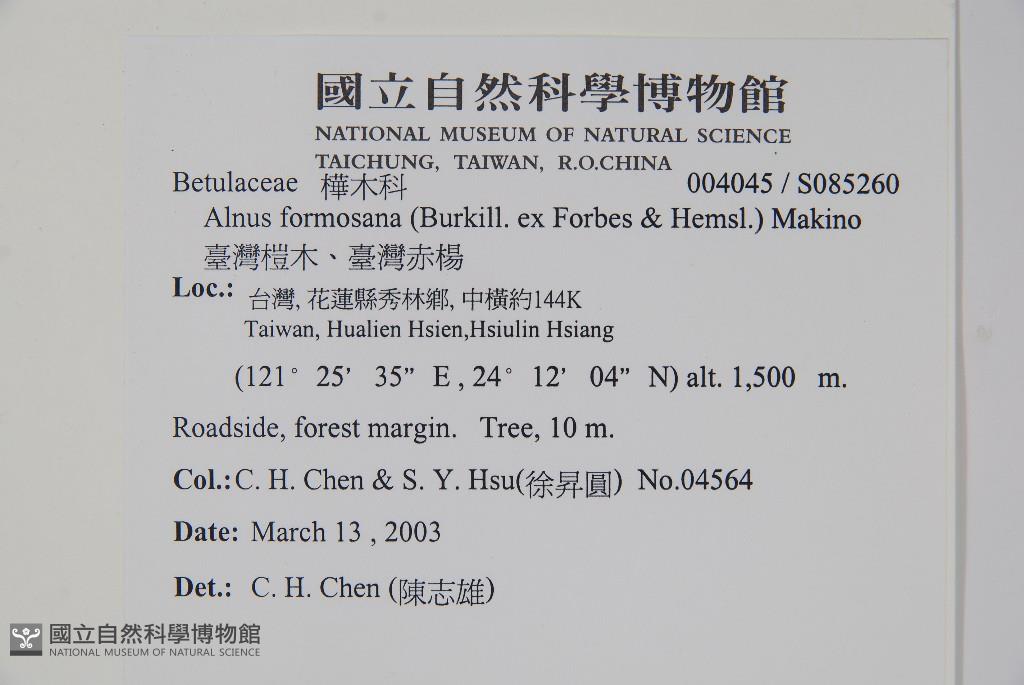 國立自然科學博物館
NATIONAL MUSEUM OF NATURAL SCIENCE
TAICHUNG, TAIWAN, R.O.CHINA
Betulaceae 樺木科 004045 / S085260
Alnus formosana (Burkill. ex Forbes & Hemsl.) Makino
臺灣榿木、臺灣赤楊
Loc.: 台灣, 花蓮縣秀林鄉, 中橫約144K
Taiwan, Hualien Hsien,Hsiulin Hsiang
(121° 25’ 35” E , 24° 12’ 04” N) alt. 1,500 m.
Roadside, forest margin. Tree, 10 m.
Col.: C. H. Chen & S. Y. Hsu(徐昇圓) No.04564
Date: March 13 , 2003
Det.: C. H. Chen (陳志雄)
國立自然科學博物館
NATIONAL MUSEUM OF NATURAL SCIENCE